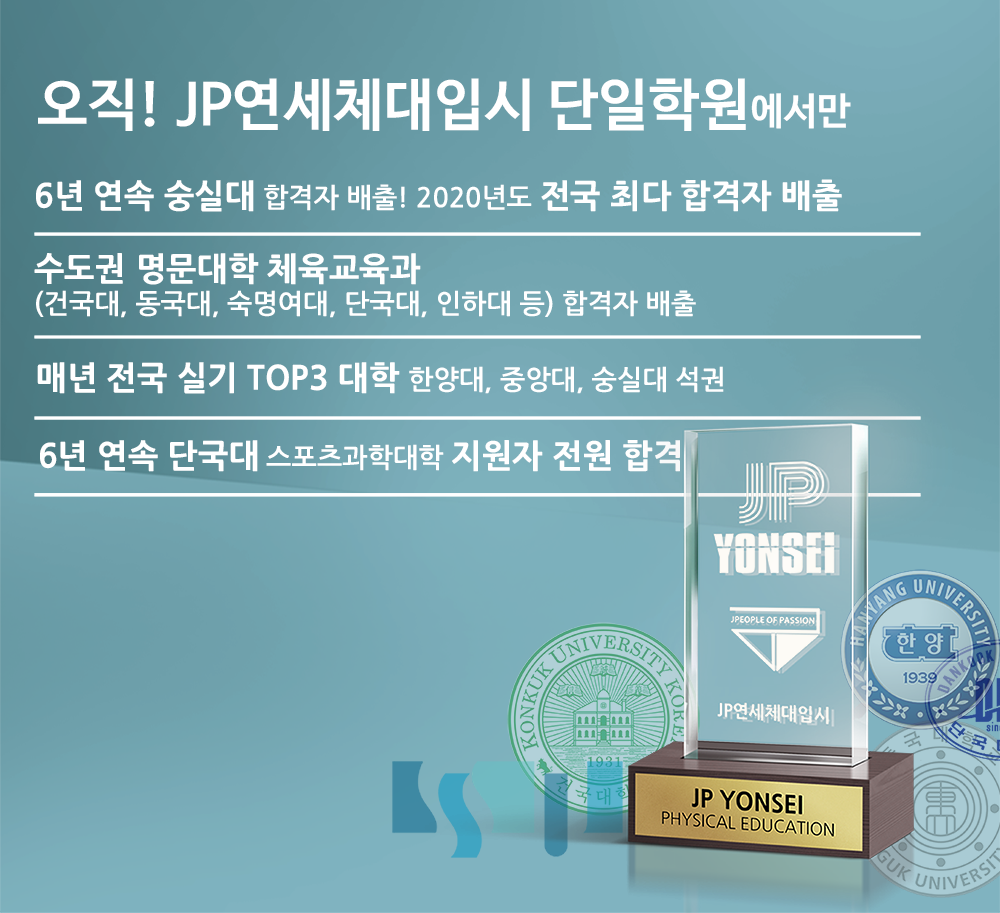 오직! JP연세체대입시 단일학원에서만
6년 연속 숭실대 합격자 배출! 2020년도 전국 최다 합격자 배출
수도권 명문대학 체육교육과
(건국대, 동국대, 숙명여대, 단국대, 인하대 등) 합격자 배출
매년 전국 실기 TOP3 대학 한양대, 중앙대, 숭실대 석권
6년 연속 단국대 스포츠과학대학 지원자 전원 합격
JP
YONSEI
JPEOPLE OF PASSION
JP연세체대입시
JP YONSEI
PHYSICAL EDUCATION
KONKUK UNIVERSITY KOREA
1931
건국대학
HANYANG UNIVERSITY
한양
1939
DANKOOK
단국
UNIVERSITY